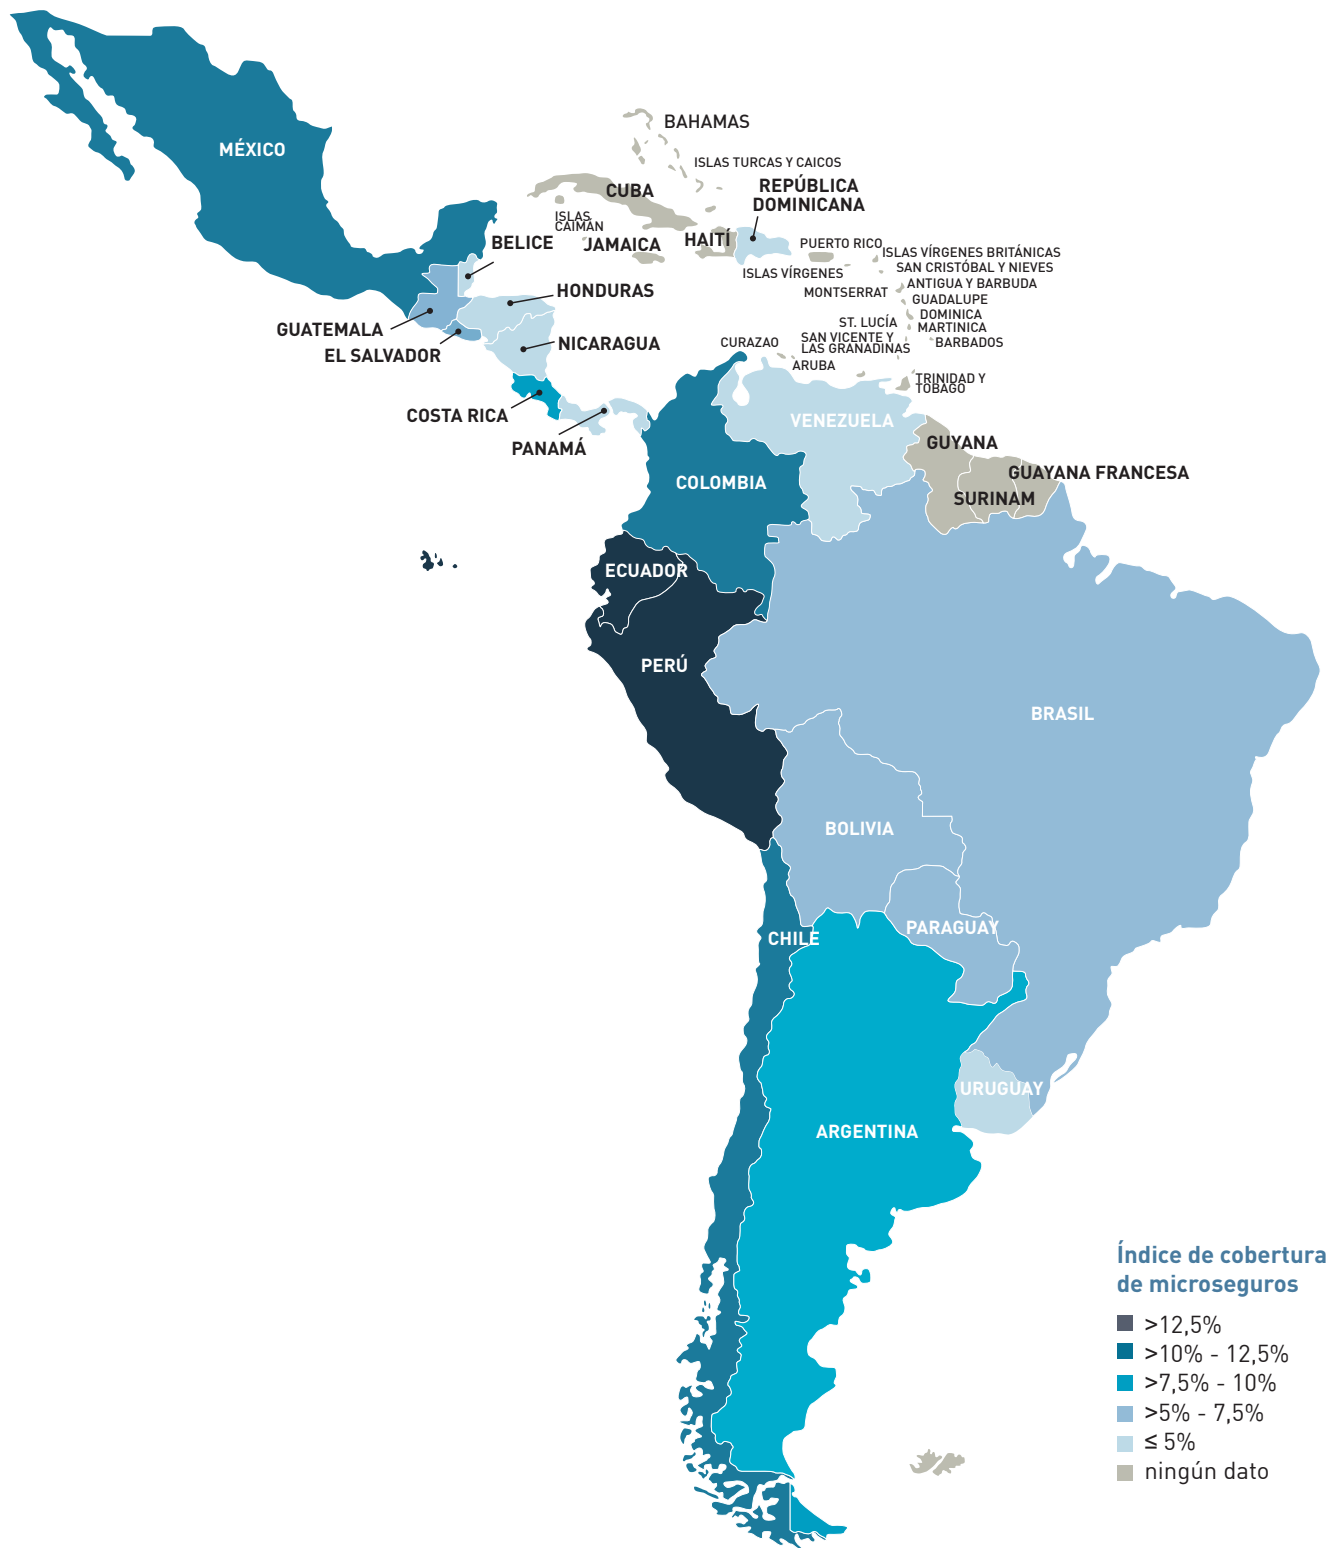 BAHAMAS
MÉXICO
ISLAS TURCAS Y CAICOS
CUBA
REPÚBLICA
DOMINICANA
ISLAS
CAIMÁN
BELICE
JAMAICA
HAITÍ
PUERTO RICO
ISLAS VÍRGENES BRITÁNICAS
SAN CRISTÓBAL Y NIEVES
ISLAS VÍRGENES
ANTIGUA Y BARBUDA
HONDURAS
MONTSERRAT
GUADALUPE
DOMINICA
GUATEMALA
ST. LUCÍA
MARTINICA
EL SALVADOR
NICARAGUA
CURAZAO
SAN VICENTE Y
LAS GRANADINAS
BARBADOS
ARUBA
TRINIDAD Y
TOBAGO
COSTA RICA
VENEZUELA
PANAMÁ
GUYANA
GUAYANA FRANCESA
COLOMBIA
SURINAM
ECUADOR
PERÚ
BRASIL
BOLIVIA
PARAGUAY
CHILE
URUGUAY
ARGENTINA
Índice de cobertura
de microseguros
>12,5%
>10% - 12,5%
>7,5% - 10%
>5% - 7,5%
≤ 5%
ningún dato